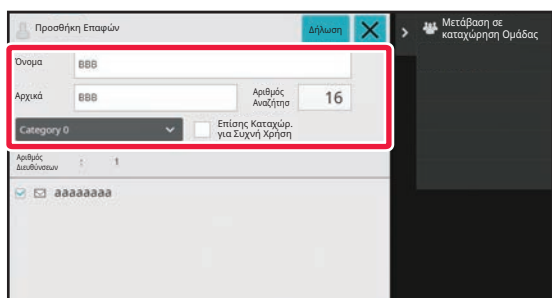 Προσθήκη Επαφών
Δήλωση
Μετάβαση σε
καταχώρηση Ομάδας
Όνομα
BBB
Αρχικά
BBB
Αριθμός
Αναζήτησ
16
Category 0
Επίσης Καταχώρ.
για Συχνή Χρήση
Αριθμός
Διευθύνσεων
: 1
aaaaaaaa